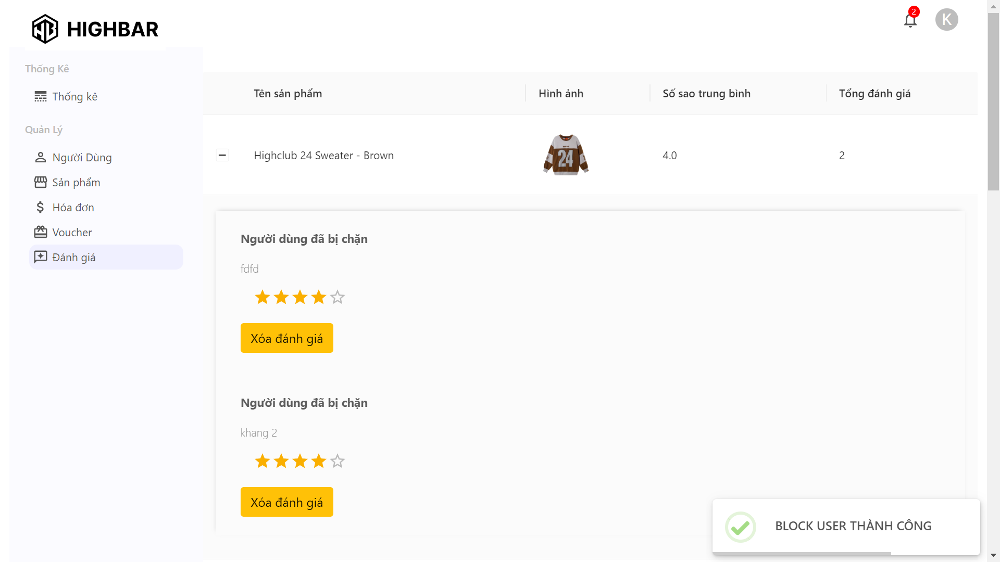 HIGHBAR
2
K
Thống Kê
Thống kê
Quản Lý
Người Dùng
Sản phẩm
Hóa đơn
Voucher
Đánh giá
Tên sản phẩm
Hình ảnh
Số sao trung bình
Tổng đánh giá
Highclub 24 Sweater - Brown
24
4.0
2
Người dùng đã bị chặn
fdfd
Xóa đánh giá
Người dùng đã bị chặn
khang 2
Xóa đánh giá
BLOCK USER THÀNH CÔNG